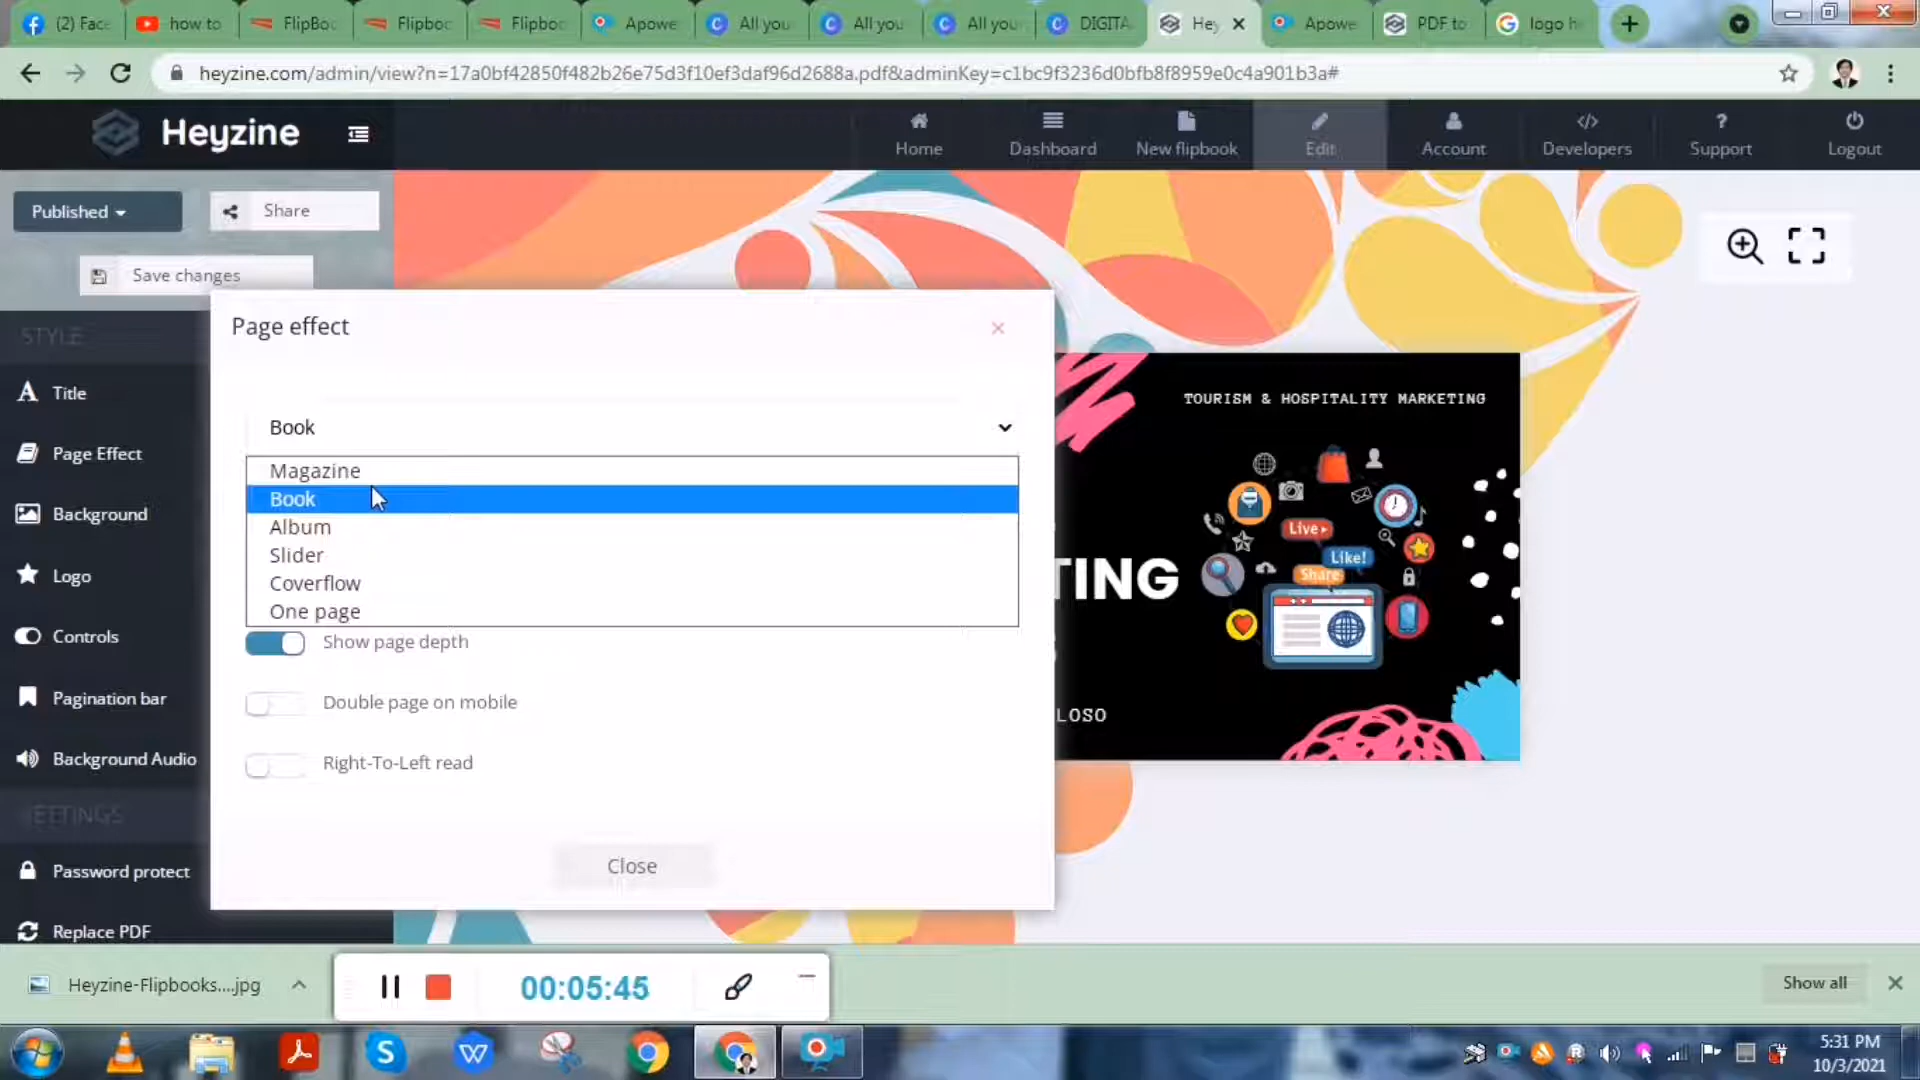 (2) Face
how to
FlipBo
Flipboo
Flipboo
Apowe
All you
All you
All you
DIGITA
Hey
Apowe
PDF to
logo h
heyzine.com/admin/view?n=17a0bf42850f482b26e75d3f10ef3daf96d2688a.pdf&adminKey=c1bc9f3236d0bfb8f8959e0c4a901b3a#
Heyzine
Home
Dashboard
New flipbook
Edit
Account
Developers
Support
Logout
Published
Share
Save changes
STYLE
Title
Page Effect
Background
Logo
Controls
Pagination bar
Background Audio
Password protect
Replace PDF
Page effect
Book
Magazine
Book
Album
Slider
Coverflow
One page
Show page depth
Double page on mobile
Right-To-Left read
Close
TOURISM & HOSPITALITY MARKETING
Live
Like!
Share
TING
LOSO
Heyzine-Flipbooks....jpg
00:05:45
Show all
5:31 PM
10/3/2021